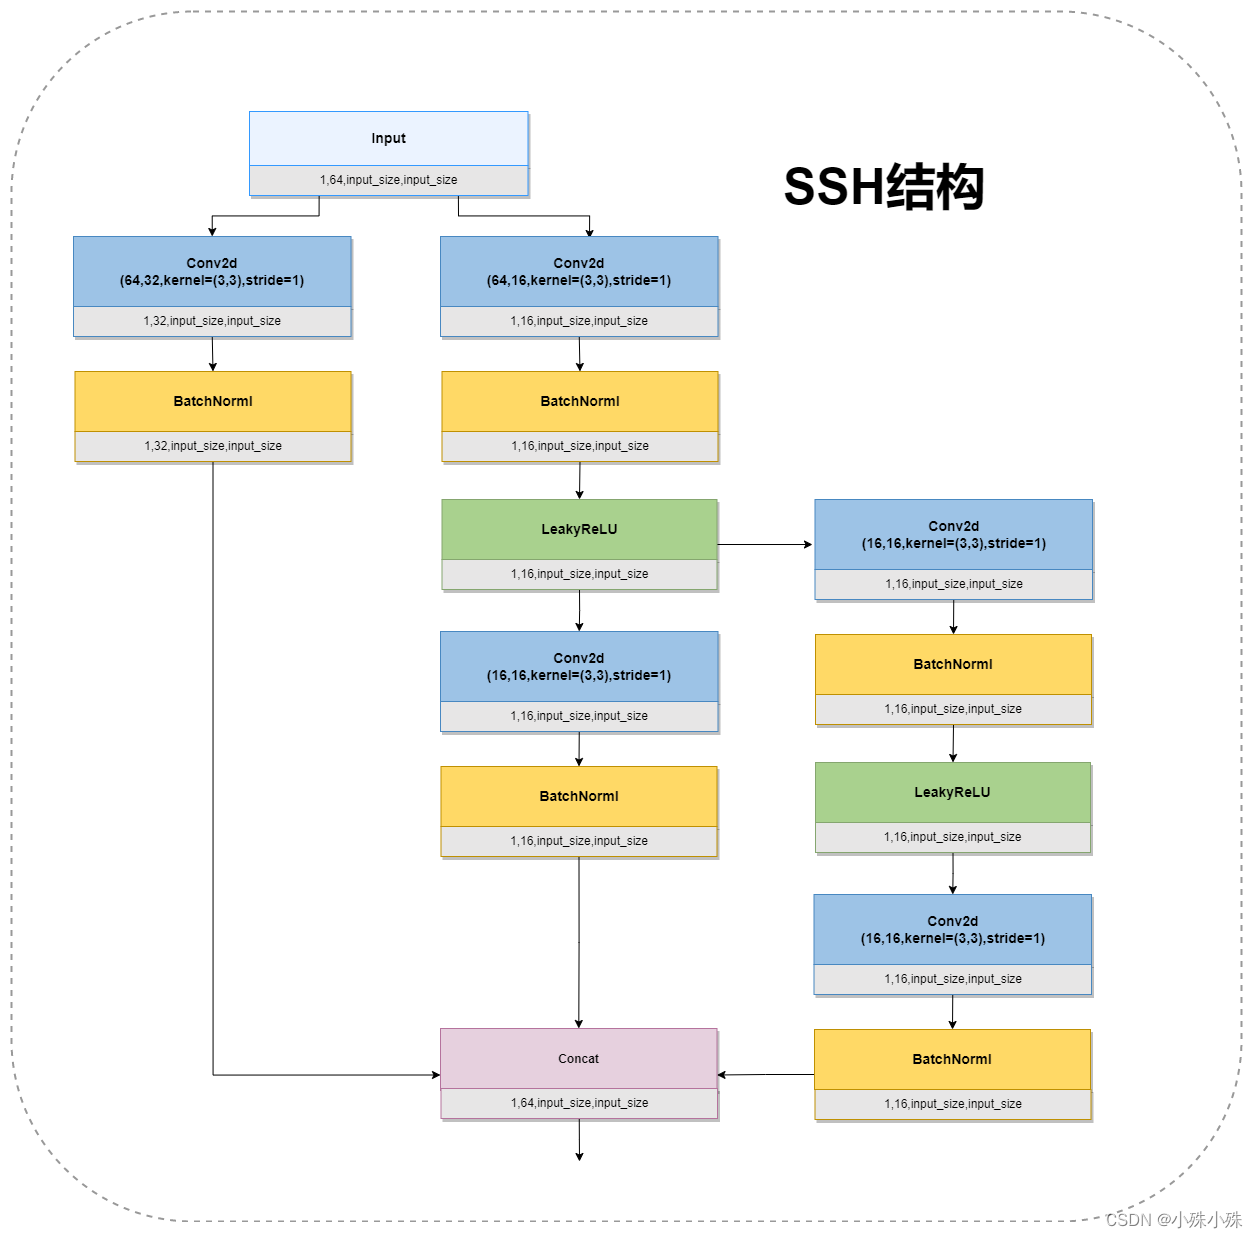 Input
1,64,input_size,input_size
SSH结构
Conv2d
(64,32,kernel=(3,3),stride=1)
1,32,input_size,input_size
Conv2d
(64,16,kernel=(3,3),stride=1)
1,16,input_size,input_size
BatchNorml
1,32,input_size,input_size
BatchNorml
1,16,input_size,input_size
LeakyReLU
1,16,input_size,input_size
Conv2d
(16,16,kernel=(3,3),stride=1)
1,16,input_size,input_size
Conv2d
(16,16,kernel=(3,3),stride=1)
1,16,input_size,input_size
BatchNorml
1,16,input_size,input_size
BatchNorml
1,16,input_size,input_size
LeakyReLU
1,16,input_size,input_size
Conv2d
(16,16,kernel=(3,3),stride=1)
1,16,input_size,input_size
Concat
1,64,input_size,input_size
BatchNorml
1,16,input_size,input_size
CSDN @小殊小殊